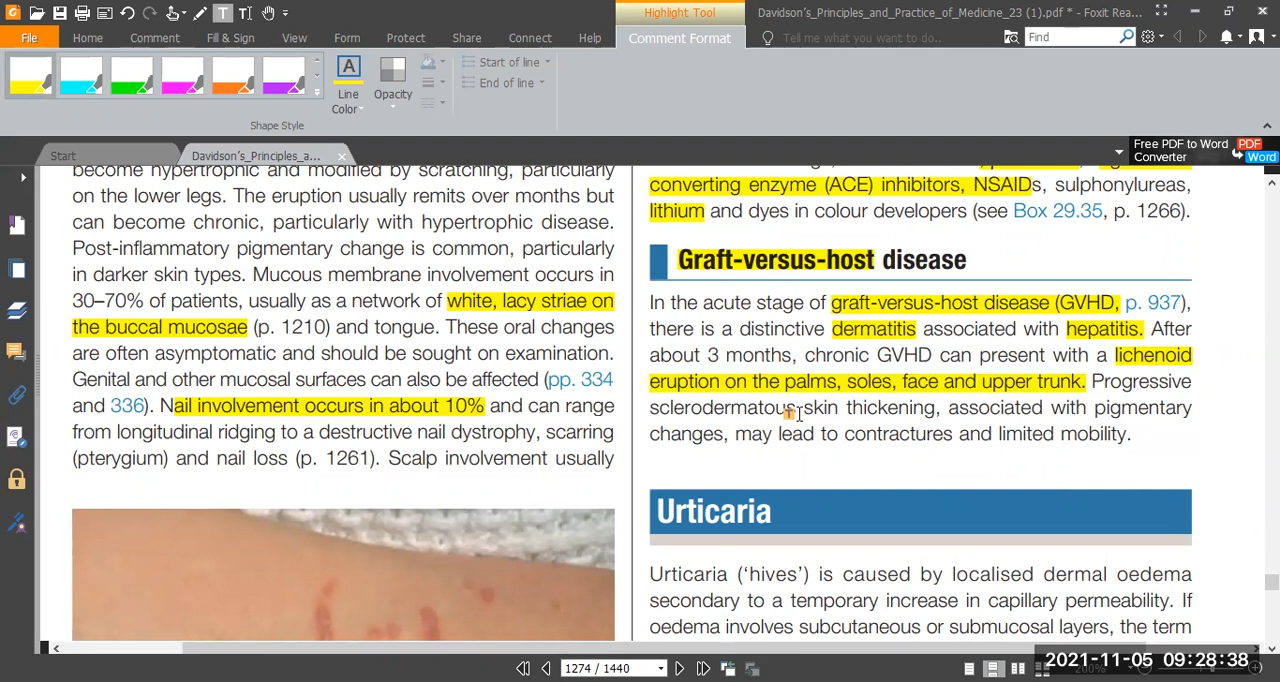 Highlight Tool
Davidson's_Principles_and_Practice_of_Medicine_23 (1).pdf * - Foxit Rea...
File
Home
Comment
Fill & Sign
View
Form
Protect
Share
Connect
Help
Comment Format
Tell me what you want to do..
Find
Line
Color
Opacity
Start of line
End of line
Shape Style
Start
Davidson's_Principles_a...
Free PDF to Word
Converter
PDF
Word
become hypertrophic and modified by scratching, particularly
on the lower legs. The eruption usually remits over months but
can become chronic, particularly with hypertrophic disease.
Post-inflammatory pigmentary change is common, particularly
in darker skin types. Mucous membrane involvement occurs in
30–70% of patients, usually as a network of white, lacy striae on
the buccal mucosae (p. 1210) and tongue. These oral changes
are often asymptomatic and should be sought on examination.
Genital and other mucosal surfaces can also be affected (pp. 334
and 336). Nail involvement occurs in about 10% and can range
from longitudinal ridging to a destructive nail dystrophy, scarring
(pterygium) and nail loss (p. 1261). Scalp involvement usually
converting enzyme (ACE) inhibitors, NSAIDs, sulphonylureas,
lithium and dyes in colour developers (see Box 29.35, p. 1266).
Graft-versus-host disease
In the acute stage of graft-versus-host disease (GVHD, p. 937),
there is a distinctive dermatitis associated with hepatitis. After
about 3 months, chronic GVHD can present with a lichenoid
eruption on the palms, soles, face and upper trunk. Progressive
sclerodermatous skin thickening, associated with pigmentary
changes, may lead to contractures and limited mobility.
Urticaria
Urticaria ('hives') is caused by localised dermal oedema
secondary to a temporary increase in capillary permeability. If
oedema involves subcutaneous or submucosal layers, the term
1274 / 1440
2021-11-05 09:28:38